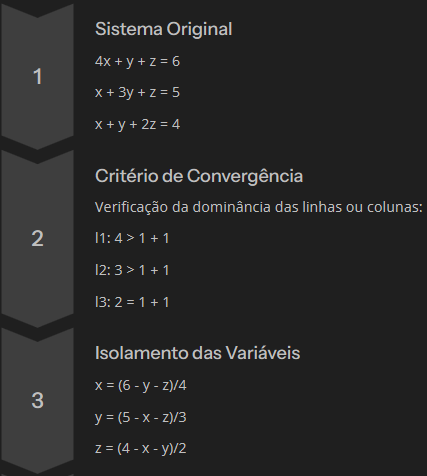 Sistema Original
4x + y + z = 6
1
x + 3y + z = 5
x + y + 2z = 4
Critério de Convergência
Verificação da dominância das linhas ou colunas:
2
l1: 4 > 1 + 1
l2: 3 > 1 + 1
l3: 2 = 1 + 1
Isolamento das Variáveis
x = (6 - y - z)/4
3
y = (5 - x - z)/3
z = (4 - x - y)/2